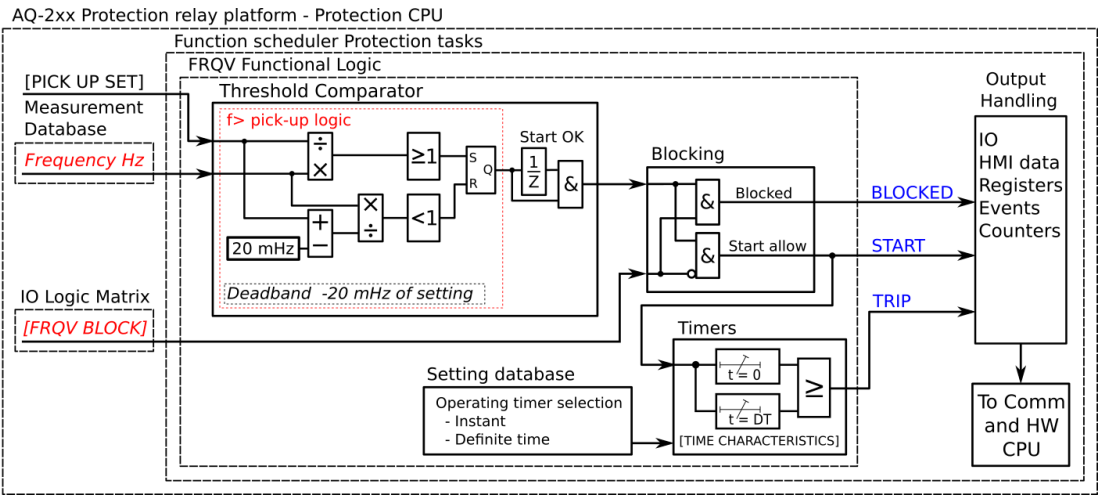 AQ-2xx Protection relay platform - Protection CPU
Function scheduler Protection tasks
FRQV Functional Logic
[PICK UP SET]
Measurement
Database
Frequency Hz
Threshold Comparator
f> pick-up logic
÷
×
≥1
S
Q
R
×
÷
<1
+
−
20 mHz
Deadband -20 mHz of setting
Start OK
1
Z
&
IO Logic Matrix
[FRQV BLOCK]
Blocking
&
Blocked
&
Start allow
BLOCKED
START
TRIP
Timers
t = 0
t = DT
≥
[TIME CHARACTERISTICS]
Setting database
Operating timer selection
- Instant
- Definite time
Output
Handling
IO
HMI data
Registers
Events
Counters
To Comm
and HW
CPU